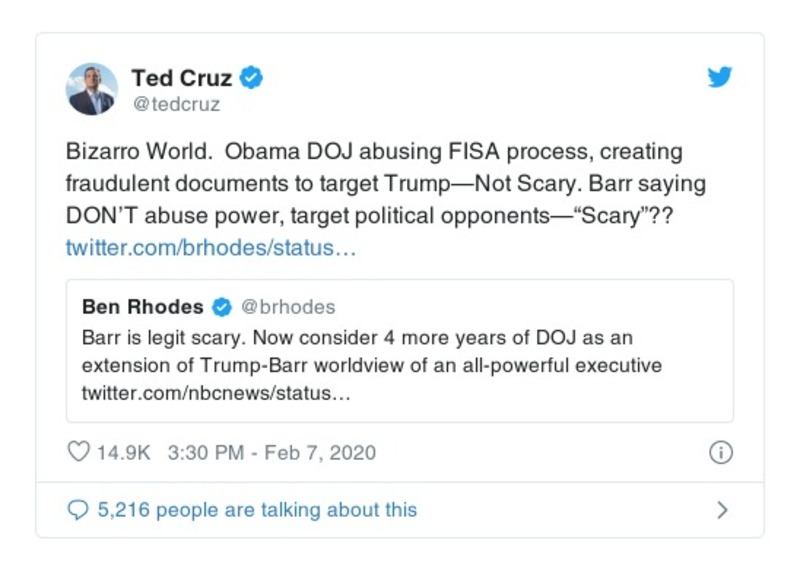 Ted Cruz
@tedcruz
Bizarro World.  Obama DOJ abusing FISA process, creating
fraudulent documents to target Trump—Not Scary. Barr saying
DON’T abuse power, target political opponents—“Scary”??
twitter.com/brhodes/status…
Ben Rhodes @brhodes
Barr is legit scary. Now consider 4 more years of DOJ as an
extension of Trump-Barr worldview of an all-powerful executive
twitter.com/nbcnews/status…
14.9K 3:30 PM - Feb 7, 2020
5,216 people are talking about this